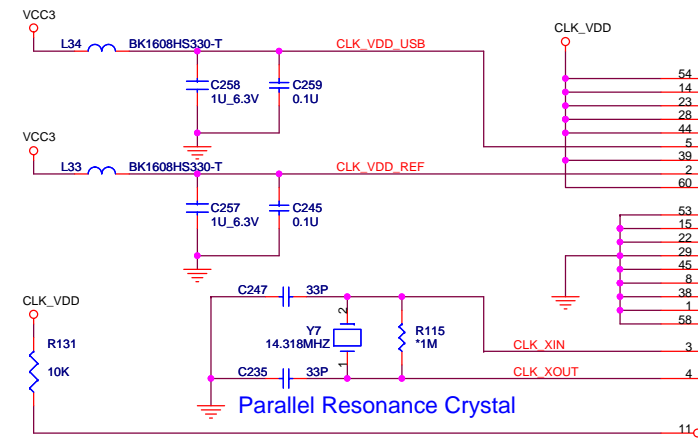 VCC3
L34 BK1608HS330-T CLK_VDD_USB
C258
1U_6.3V
C259
0.1U
VCC3
L33 BK1608HS330-T CLK_VDD_REF
C257
1U_6.3V
C245
0.1U
CLK_VDD
54
14
23
28
44
5
39
2
60
53
15
22
29
45
8
38
1
58
3
4
11
CLK_VDD
R131
10K
C247 33P
2
Y7
14.318MHZ
1
R115
*1M
C235 33P
CLK_XIN
CLK_XOUT
Parallel Resonance Crystal